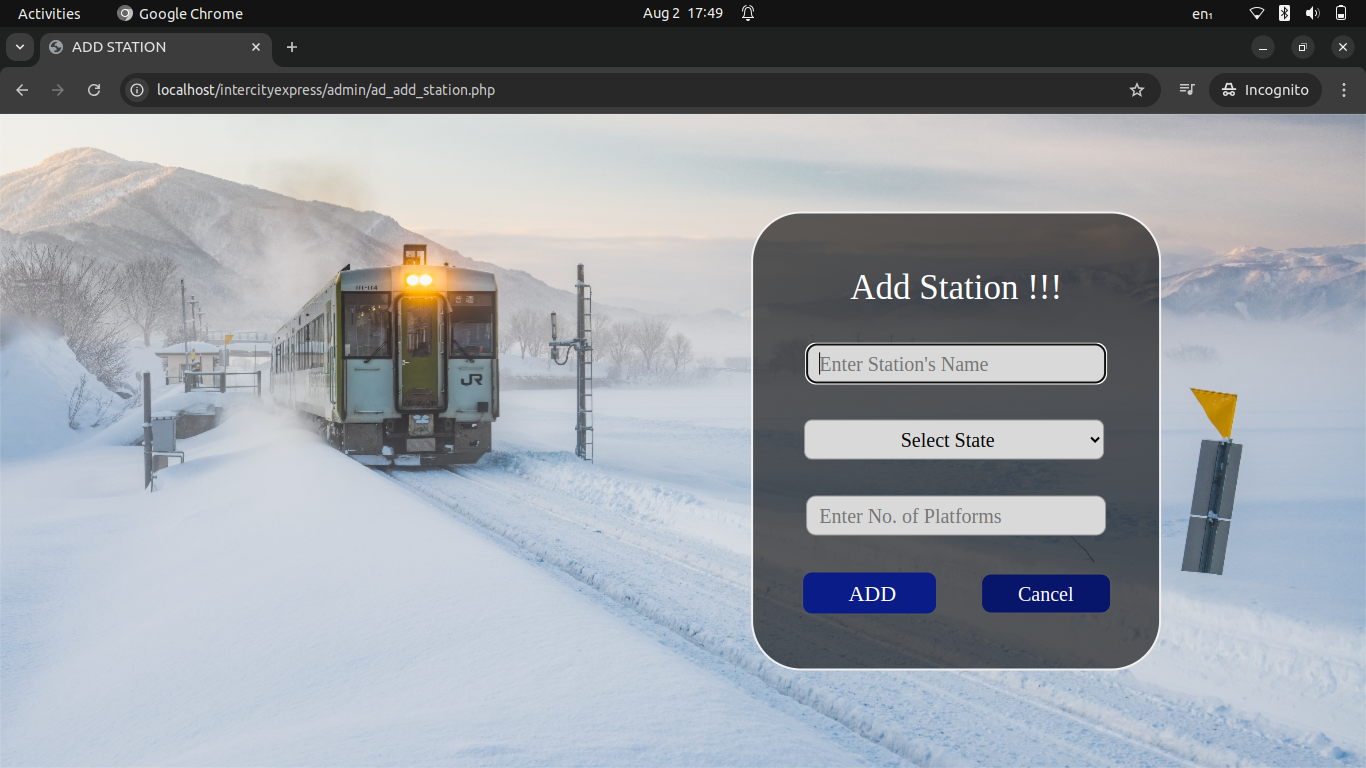 Activities
Google Chrome
Aug 2 17:49
en₁
ADD STATION
localhost/intercityexpress/admin/ad_add_station.php
Incognito
JR
Add Station !!!
Enter Station's Name
Select State
Enter No. of Platforms
ADD
Cancel